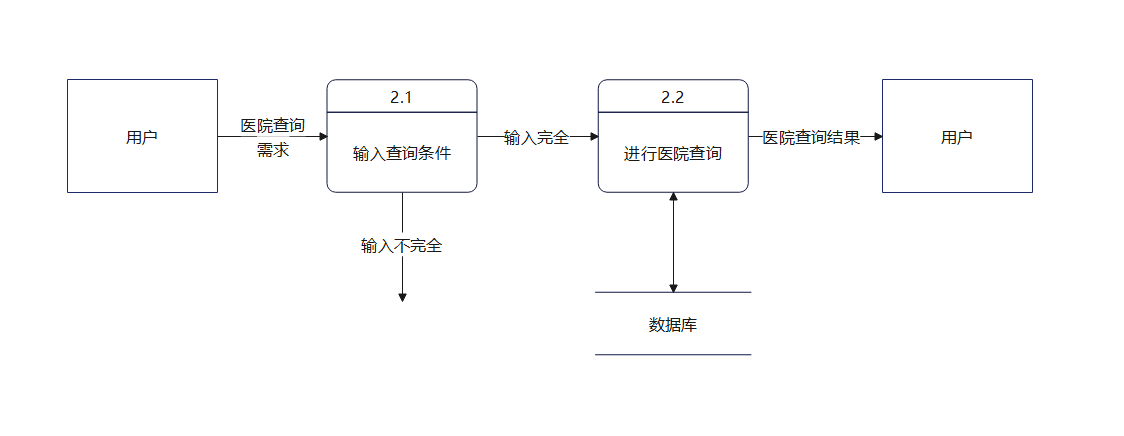 用户
医院查询
需求
2.1
输入查询条件
输入完全
2.2
进行医院查询
医院查询结果
用户
输入不完全
数据库